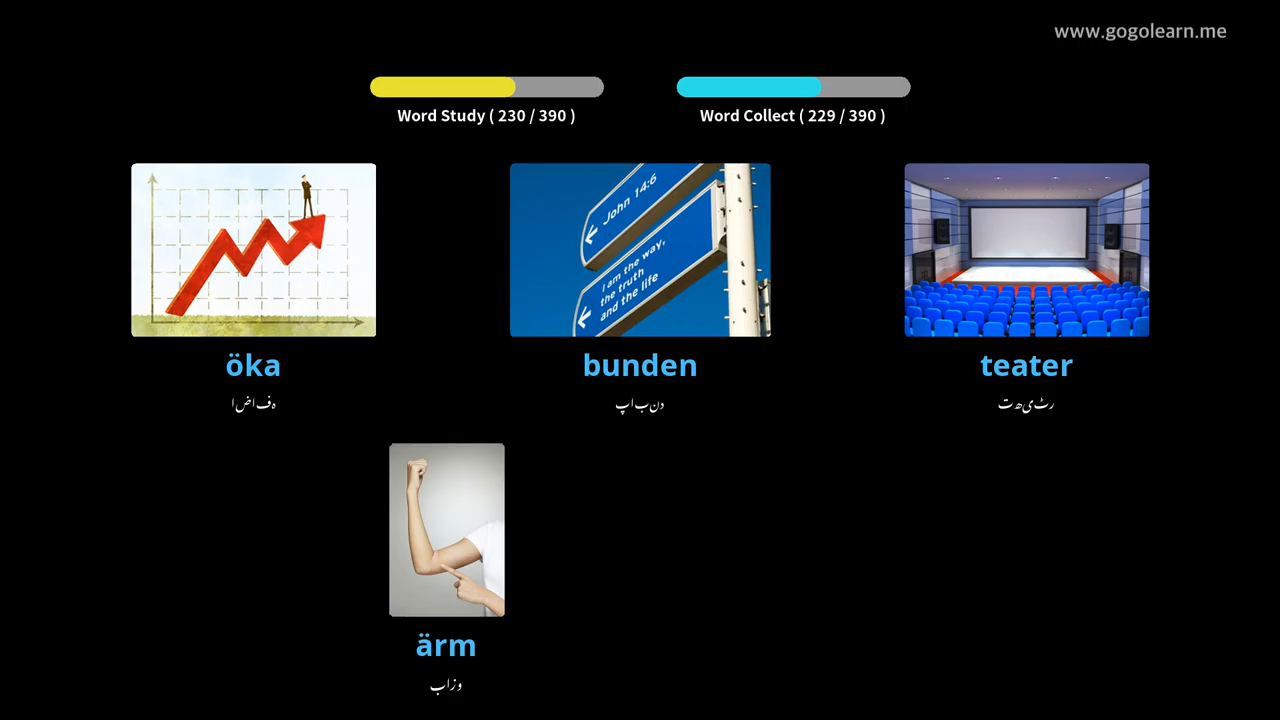 www.gogolearn.me
Word Study ( 230 / 390 )
Word Collect ( 229 / 390 )
John 14:6
I am the way,
the truth
and the life
öka
bunden
teater
اضافہ
پابند
تھیٹر
ärm
بازو